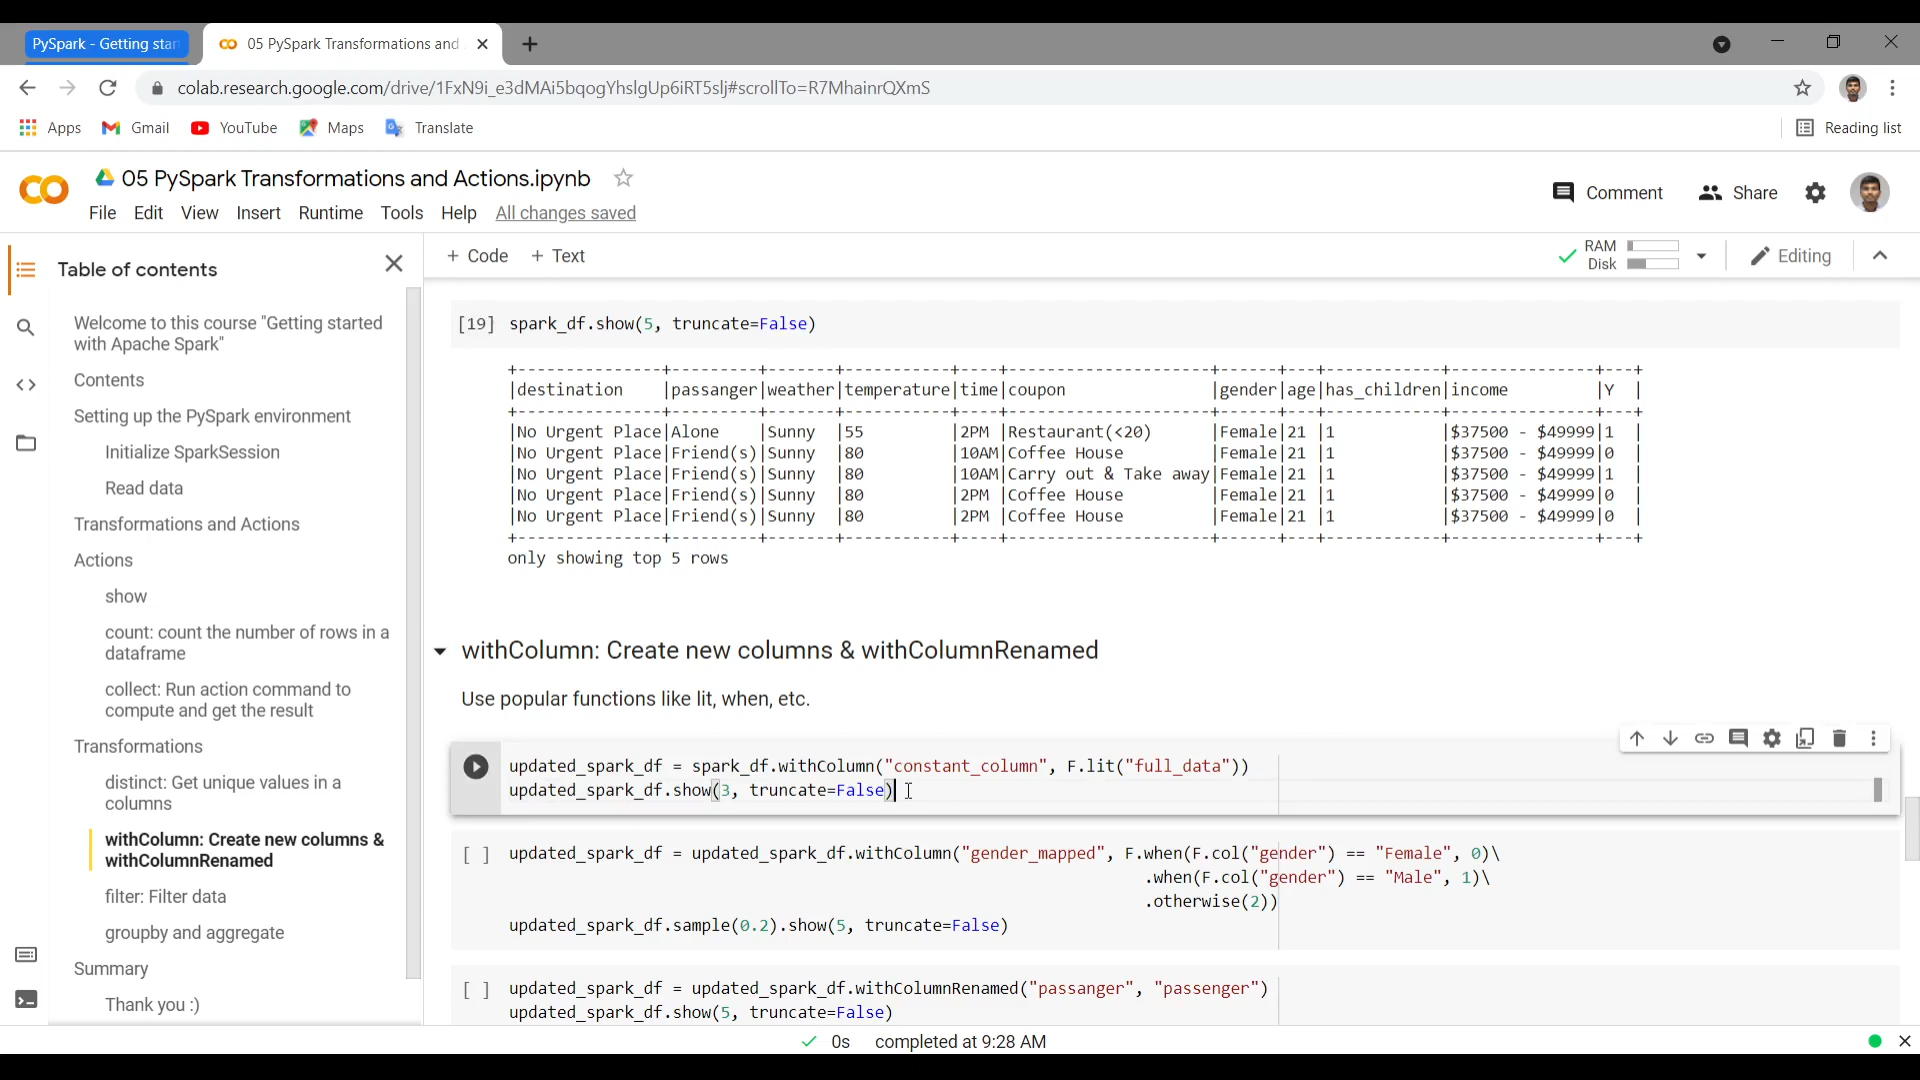 PySpark - Getting star
05 PySpark Transformations and
colab.research.google.com/drive/1FxN9i_e3dMAi5bqogYhslgUp6iRT5slj#scrollTo=R7MhainrQXmS
Apps Gmail YouTube Maps Translate Reading list
05 PySpark Transformations and Actions.ipynb
Comment Share
File Edit View Insert Runtime Tools Help All changes saved
Table of contents
+ Code + Text
RAM
Disk
Editing
Welcome to this course "Getting started
with Apache Spark"
Contents
Setting up the PySpark environment
Initialize SparkSession
Read data
Transformations and Actions
Actions
show
count: count the number of rows in a
dataframe
collect: Run action command to
compute and get the result
Transformations
distinct: Get unique values in a
columns
withColumn: Create new columns &
withColumnRenamed
filter: Filter data
groupby and aggregate
Summary
Thank you :)
[19] spark_df.show(5, truncate=False)
+---------------+---------+-------+-----------+----+---------------------+------+---+------------+---------------+---+
|destination    |passanger|weather|temperature|time|coupon               |gender|age|has_children|income         |Y  |
+---------------+---------+-------+-----------+----+---------------------+------+---+------------+---------------+---+
|No Urgent Place|Alone    |Sunny  |55         |2PM |Restaurant(<20)      |Female|21 |1           |$37500 - $49999|1  |
|No Urgent Place|Friend(s)|Sunny  |80         |10AM|Coffee House         |Female|21 |1           |$37500 - $49999|0  |
|No Urgent Place|Friend(s)|Sunny  |80         |10AM|Carry out & Take away|Female|21 |1           |$37500 - $49999|1  |
|No Urgent Place|Friend(s)|Sunny  |80         |2PM |Coffee House         |Female|21 |1           |$37500 - $49999|0  |
|No Urgent Place|Friend(s)|Sunny  |80         |2PM |Coffee House         |Female|21 |1           |$37500 - $49999|0  |
+---------------+---------+-------+-----------+----+---------------------+------+---+------------+---------------+---+
only showing top 5 rows
withColumn: Create new columns & withColumnRenamed
Use popular functions like lit, when, etc.
updated_spark_df = spark_df.withColumn("constant_column", F.lit("full_data"))
updated_spark_df.show(3, truncate=False)
[ ] updated_spark_df = updated_spark_df.withColumn("gender_mapped", F.when(F.col("gender") == "Female", 0)\
.when(F.col("gender") == "Male", 1)\
.otherwise(2))
updated_spark_df.sample(0.2).show(5, truncate=False)
[ ] updated_spark_df = updated_spark_df.withColumnRenamed("passanger", "passenger")
updated_spark_df.show(5, truncate=False)
0s completed at 9:28 AM